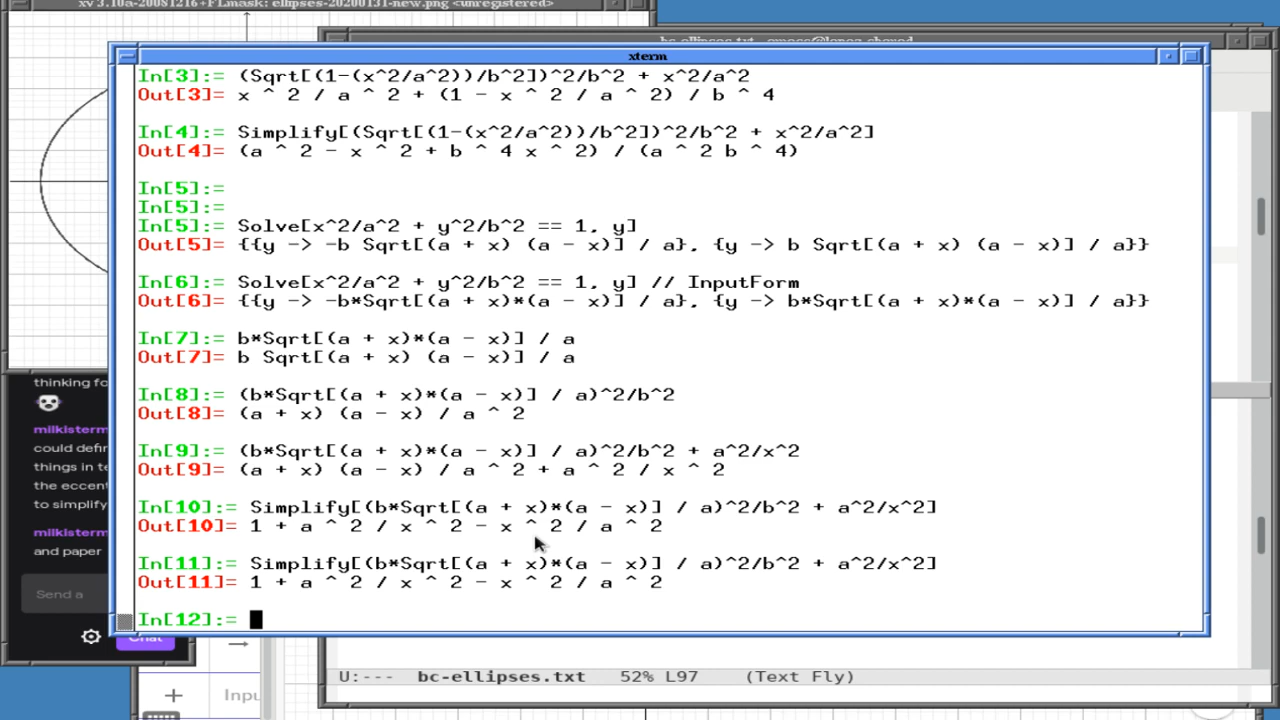 xv 3.10a-20081216+FLmask: ellipses-20200131-new.png <unregistered>
xterm
In[3]:= (Sqrt[(1-(x^2/a^2))/b^2])^2/b^2 + x^2/a^2
Out[3]= x ^ 2 / a ^ 2 + (1 - x ^ 2 / a ^ 2) / b ^ 4
In[4]:= Simplify[(Sqrt[(1-(x^2/a^2))/b^2])^2/b^2 + x^2/a^2]
Out[4]= (a ^ 2 - x ^ 2 + b ^ 4 x ^ 2) / (a ^ 2 b ^ 4)
In[5]:=
In[5]:=
In[5]:= Solve[x^2/a^2 + y^2/b^2 == 1, y]
Out[5]= {{y -> -b Sqrt[(a + x) (a - x)] / a}, {y -> b Sqrt[(a + x) (a - x)] / a}}
In[6]:= Solve[x^2/a^2 + y^2/b^2 == 1, y] // InputForm
Out[6]= {{y -> -b*Sqrt[(a + x)*(a - x)] / a}, {y -> b*Sqrt[(a + x)*(a - x)] / a}}
In[7]:= b*Sqrt[(a + x)*(a - x)] / a
Out[7]= b Sqrt[(a + x) (a - x)] / a
In[8]:= (b*Sqrt[(a + x)*(a - x)] / a)^2/b^2
Out[8]= (a + x) (a - x) / a ^ 2
In[9]:= (b*Sqrt[(a + x)*(a - x)] / a)^2/b^2 + a^2/x^2
Out[9]= (a + x) (a - x) / a ^ 2 + a ^ 2 / x ^ 2
In[10]:= Simplify[(b*Sqrt[(a + x)*(a - x)] / a)^2/b^2 + a^2/x^2]
Out[10]= 1 + a ^ 2 / x ^ 2 - x ^ 2 / a ^ 2
In[11]:= Simplify[(b*Sqrt[(a + x)*(a - x)] / a)^2/b^2 + a^2/x^2]
Out[11]= 1 + a ^ 2 / x ^ 2 - x ^ 2 / a ^ 2
In[12]:=
thinking fo
milkisterm
could defin
things in te
the eccent
to simplify
milkisterm
and paper
Send a
Chat
Inpu
U:--- bc-ellipses.txt 52% L97 (Text Fly)